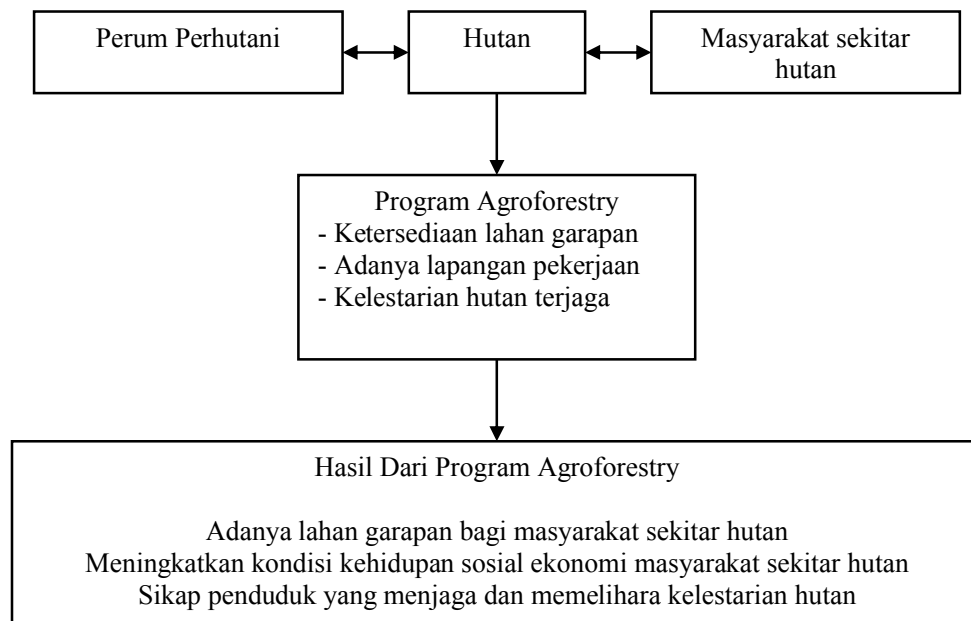 Perum Perhutani
Hutan
Masyarakat sekitar
hutan
Program Agroforestry
- Ketersediaan lahan garapan
- Adanya lapangan pekerjaan
- Kelestarian hutan terjaga
Hasil Dari Program Agroforestry
Adanya lahan garapan bagi masyarakat sekitar hutan
Meningkatkan kondisi kehidupan sosial ekonomi masyarakat sekitar hutan
Sikap penduduk yang menjaga dan memelihara kelestarian hutan